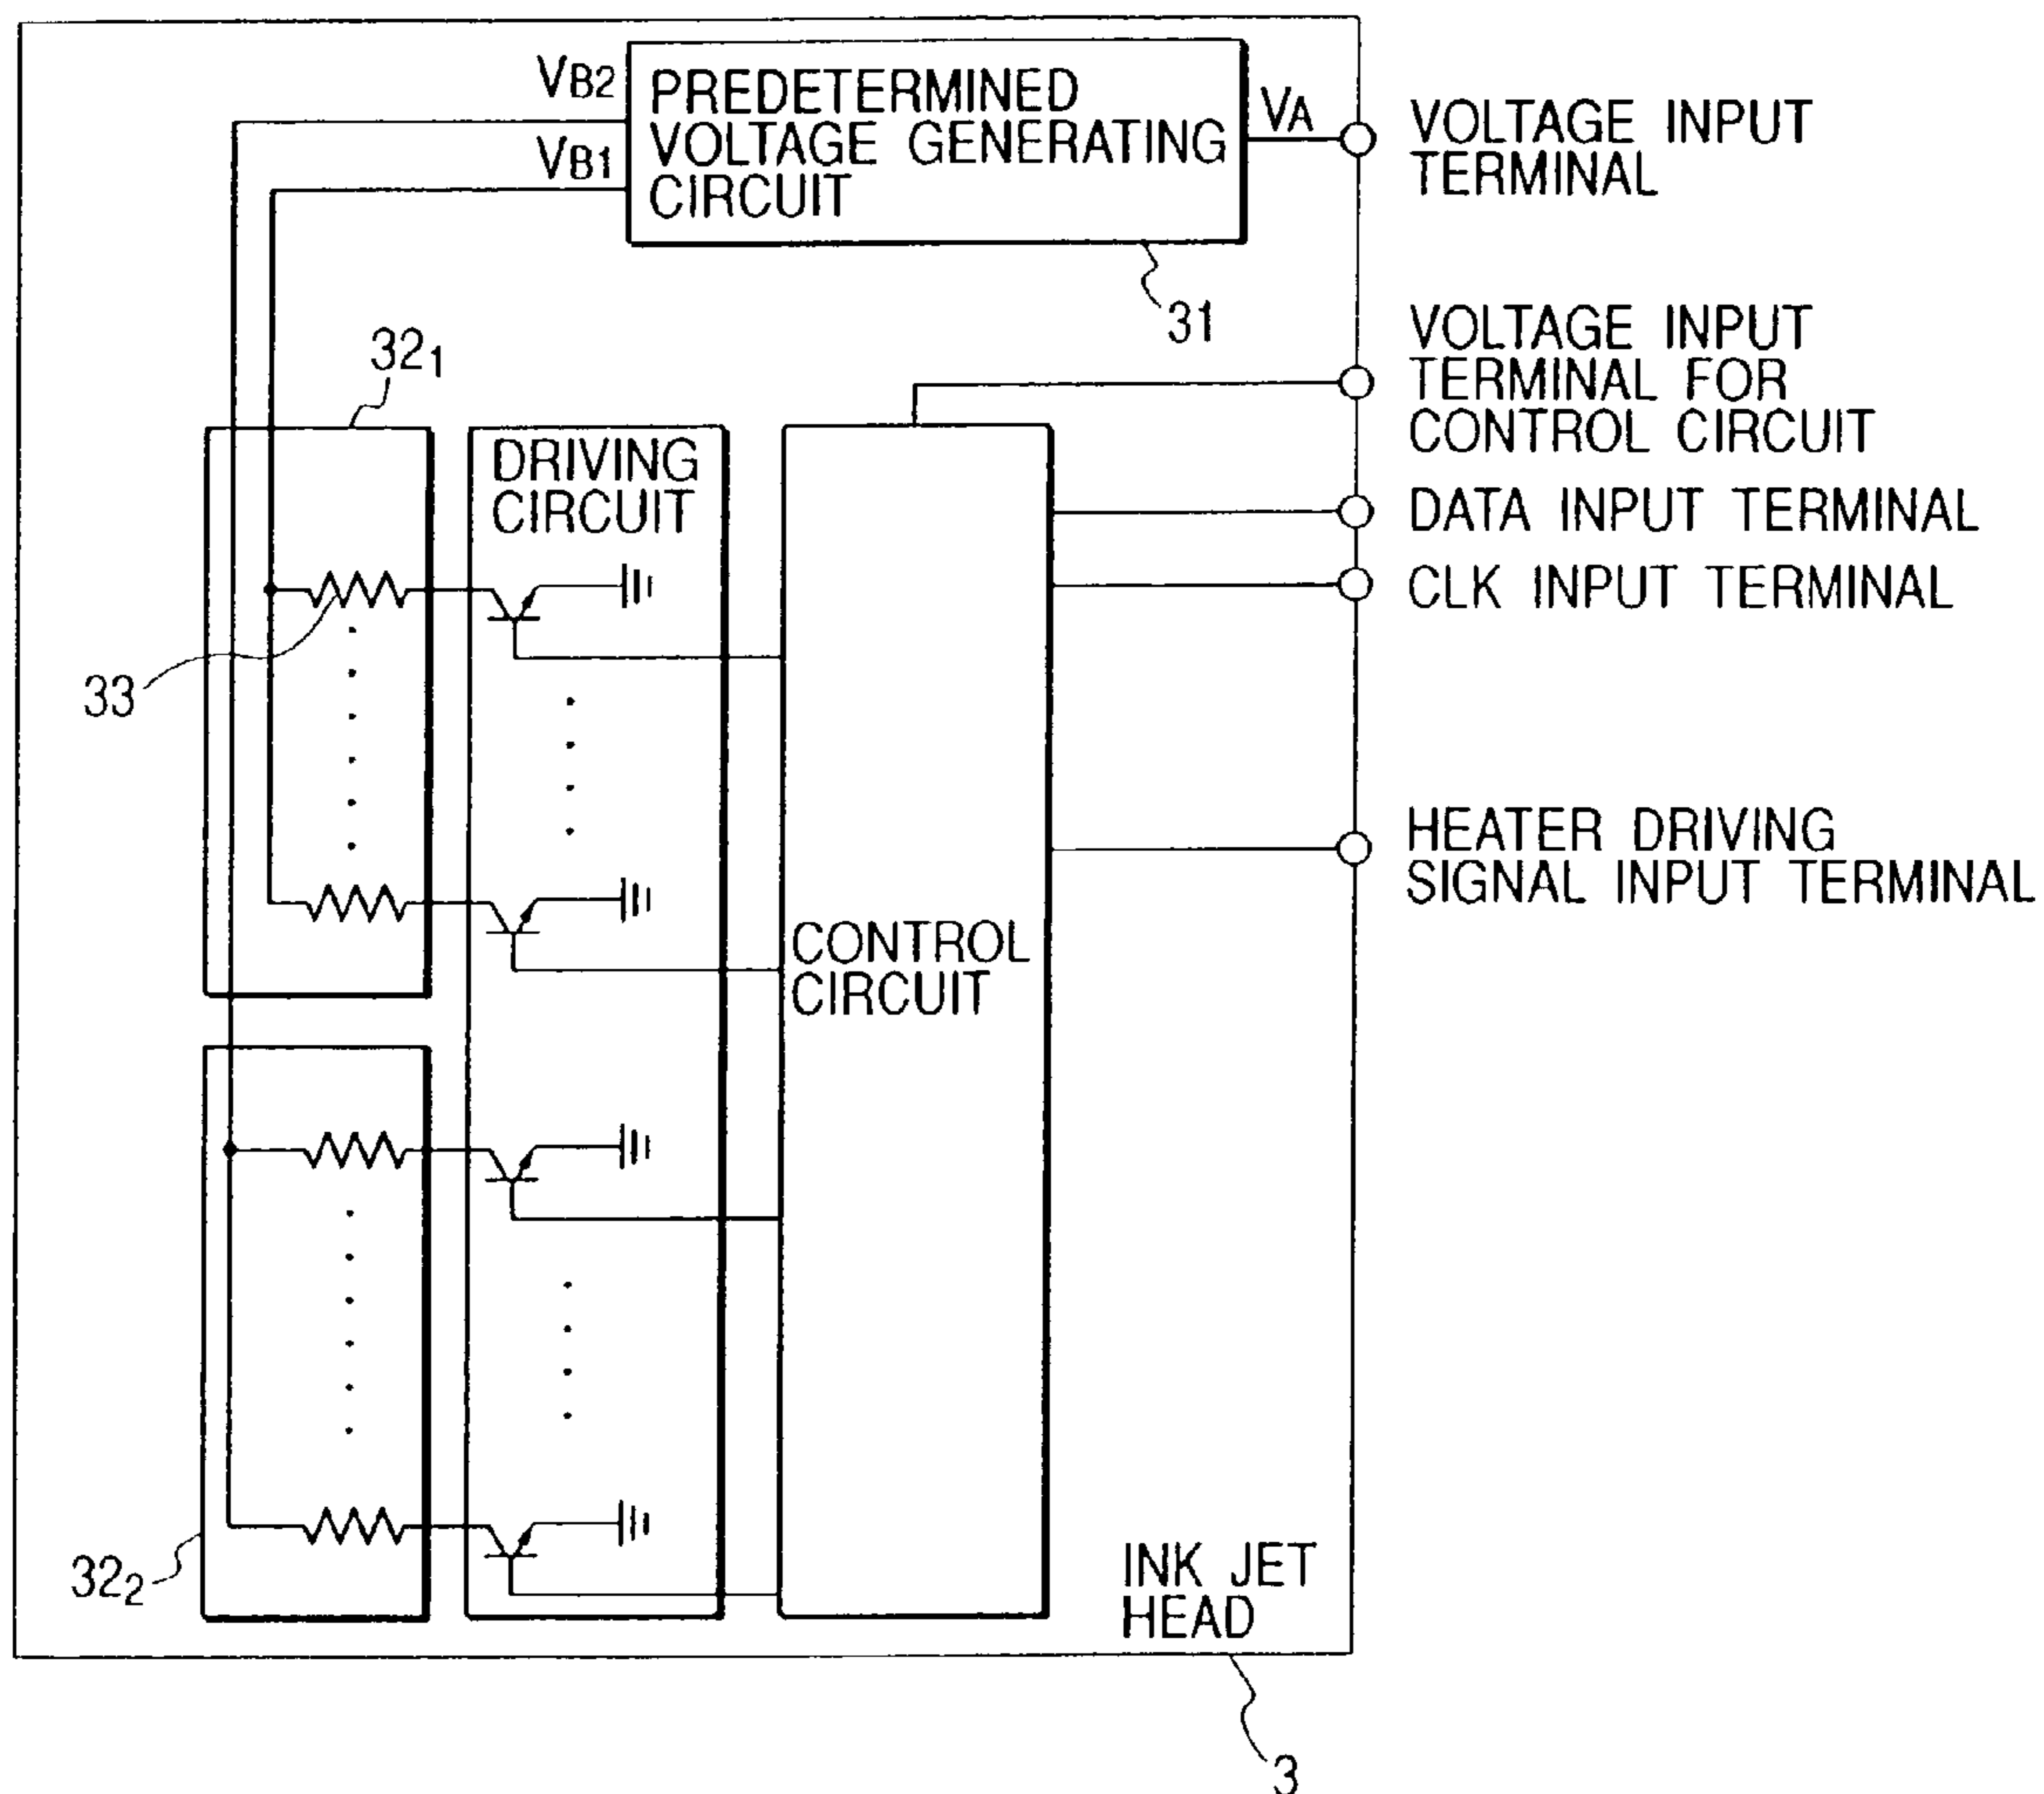 VB2
PREDETERMINED
VOLTAGE GENERATING
CIRCUIT
VB1
VA
VOLTAGE INPUT
TERMINAL
31
VOLTAGE INPUT
TERMINAL FOR
CONTROL CIRCUIT
321
DRIVING
CIRCUIT
DATA INPUT TERMINAL
CLK INPUT TERMINAL
33
HEATER DRIVING
SIGNAL INPUT TERMINAL
CONTROL
CIRCUIT
322
INK JET
HEAD
3